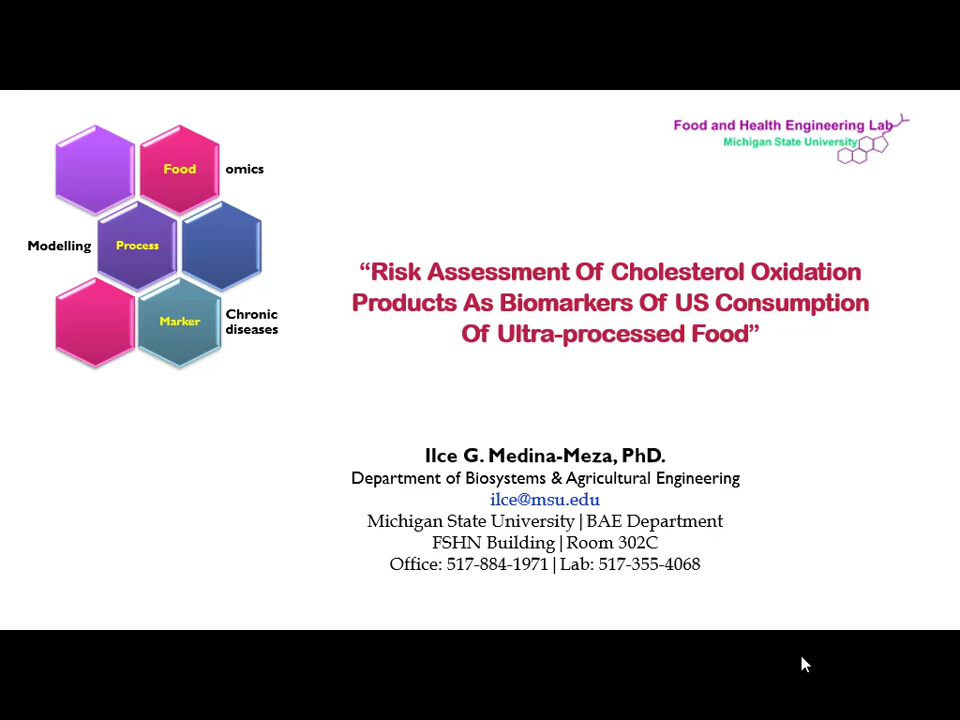 Food and Health Engineering Lab
Michigan State University
Food omics
Modelling Process
Marker Chronic
diseases
“Risk Assessment Of Cholesterol Oxidation
Products As Biomarkers Of US Consumption
Of Ultra-processed Food”
Ilce G. Medina-Meza, PhD.
Department of Biosystems & Agricultural Engineering
ilce@msu.edu
Michigan State University|BAE Department
FSHN Building|Room 302C
Office: 517-884-1971|Lab: 517-355-4068